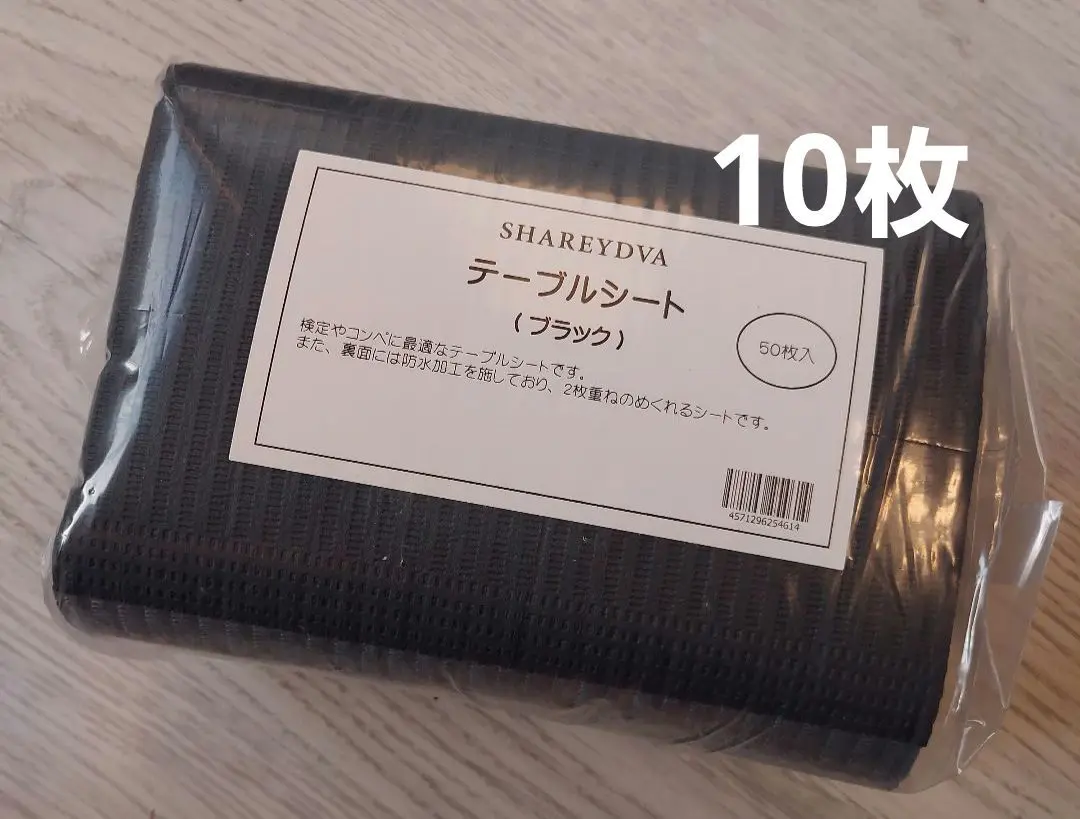 10枚
SHAREYDVA
テーブルシート
(ブラック)
50枚入
検定やコンペに最適なテーブルシートです。
また、裏面には防水加工を施しており、2枚重ねのめくれるシートです。
4571296254614